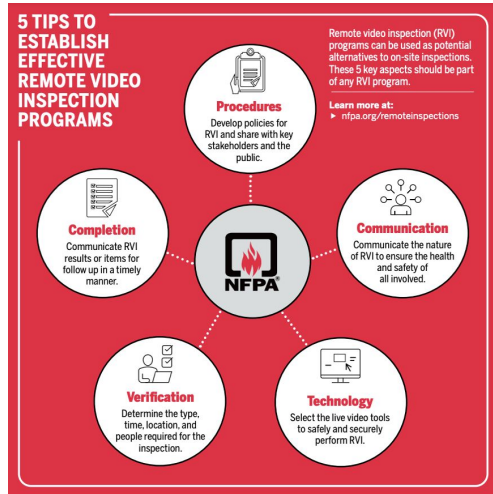 5 TIPS TO
ESTABLISH
EFFECTIVE
REMOTE VIDEO
INSPECTION
PROGRAMS
Remote video inspection (RVI)
programs can be used as potential
alternatives to on-site inspections.
These 5 key aspects should be part
of any RVI program.
Learn more at:
► nfpa.org/remoteinspections
Procedures
Develop policies for
RVI and share with key
stakeholders and the
public.
Communication
Communicate the nature
of RVI to ensure the health
and safety of
all involved.
Technology
Select the live video tools
to safely and securely
perform RVI.
Verification
Determine the type,
time, location, and
people required for the
inspection.
Completion
Communicate RVI
results or items for
follow up in a timely
manner.
NFPA®